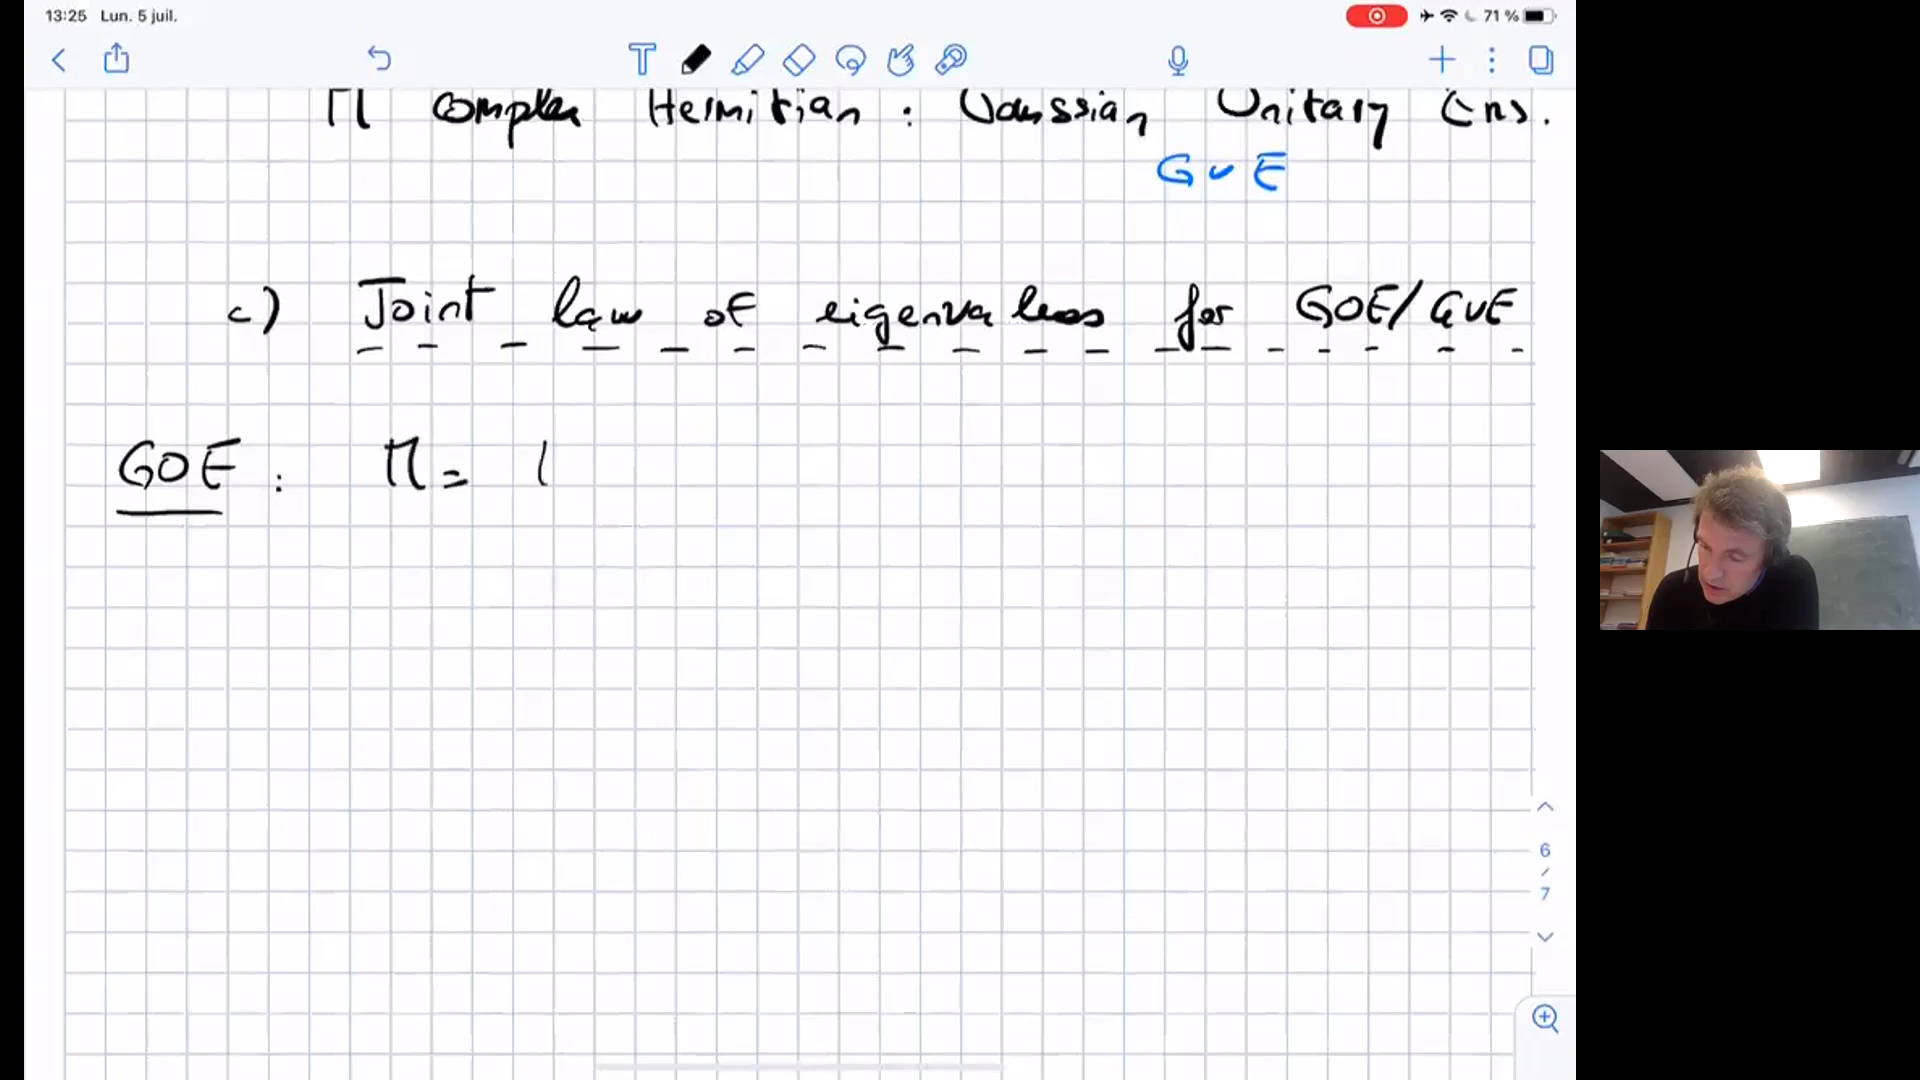 13:25 Lun. 5 juil. 71 %
M complex Hermitian : Gaussian Unitary Ens.
GUE
c) Joint law of eigenvalues for GOE/GUE
GOE : M = (
6
/
7